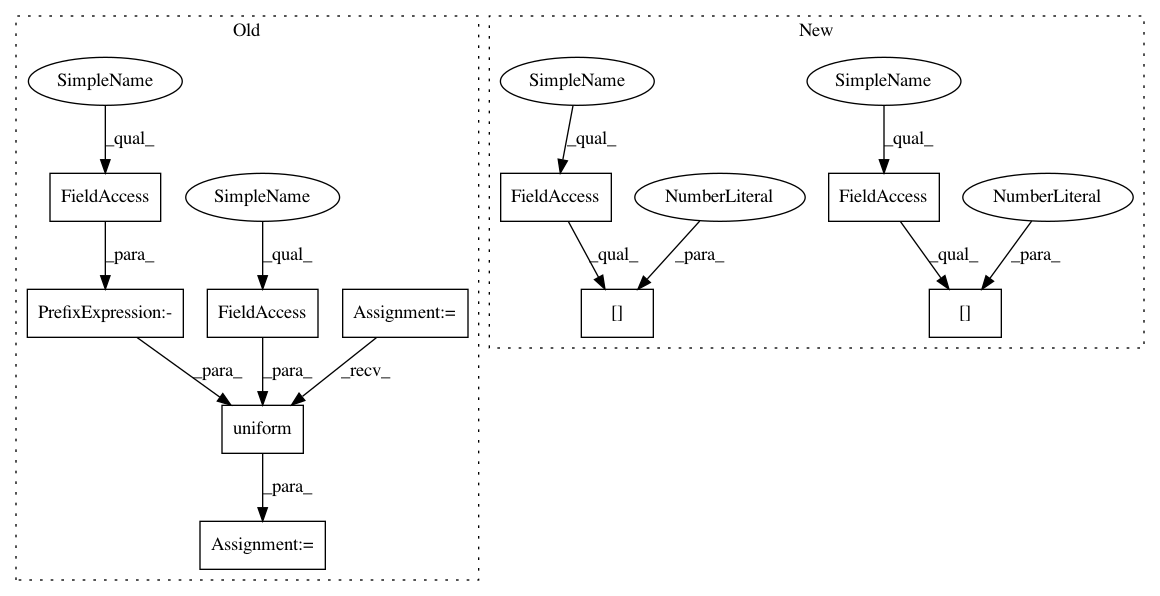 Old
New
SimpleName
SimpleName
SimpleName
_qual_
_qual_
_qual_
FieldAccess
SimpleName
FieldAccess
NumberLiteral
FieldAccess
NumberLiteral
_para_
_qual_
_qual_
_para_
_qual_
_para_
PrefixExpression:-
FieldAccess
Assignment:=
[]
[]
_para_
_para_
_recv_
uniform
_para_
Assignment:=